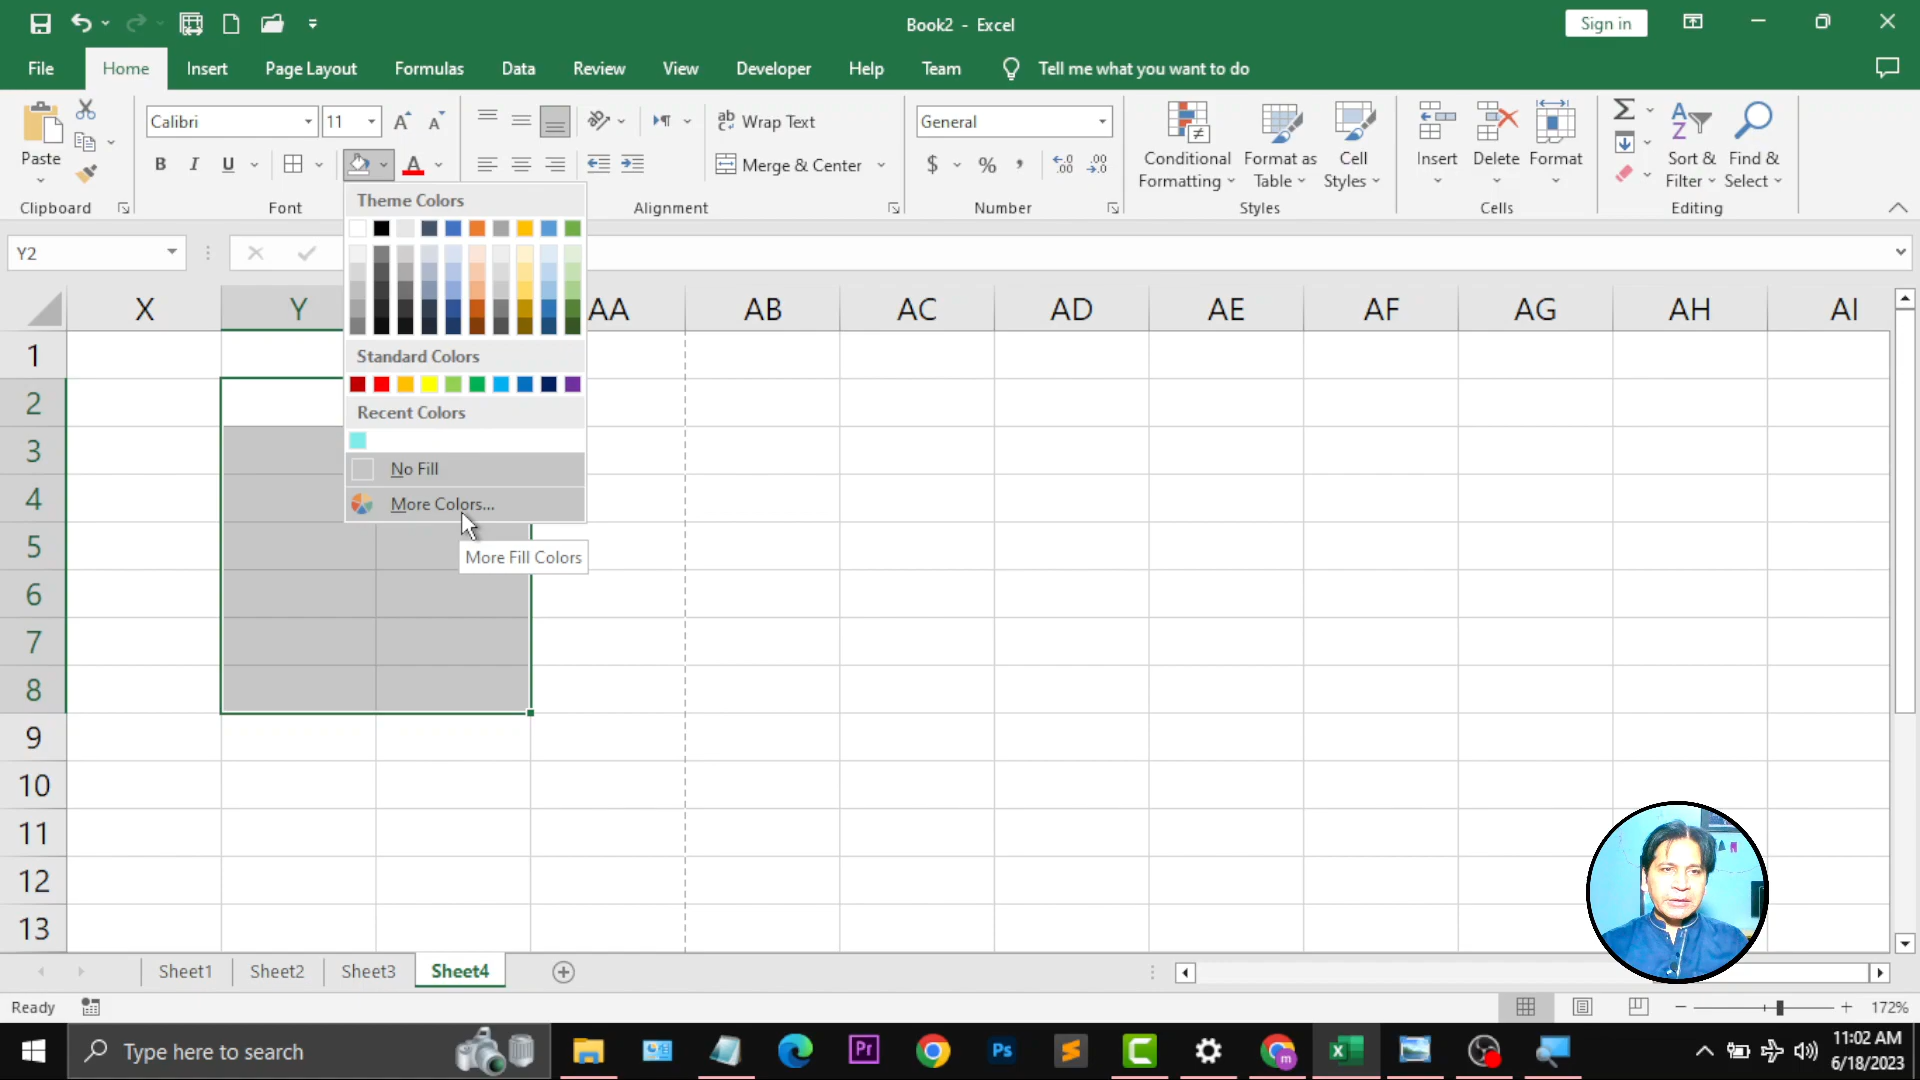 Book2 - Excel
Sign in
File Home Insert Page Layout Formulas Data Review View Developer Help Team Tell me what you want to do
Calibri 11 ab Wrap Text General
Paste B I U A Merge & Center $ % Conditional Formatting Format as Table Cell Styles Insert Delete Format Sort & Filter Find & Select
Clipboard Font Alignment Number Styles Cells Editing
Theme Colors
Y2
X Y AA AB AC AD AE AF AG AH AI
1
Standard Colors
2
Recent Colors
3
No Fill
4
More Colors...
5
More Fill Colors
6
7
8
9
10
11
12
13
Sheet1 Sheet2 Sheet3 Sheet4
Ready 172%
Type here to search Pr Ps 11:02 AM
6/18/2023